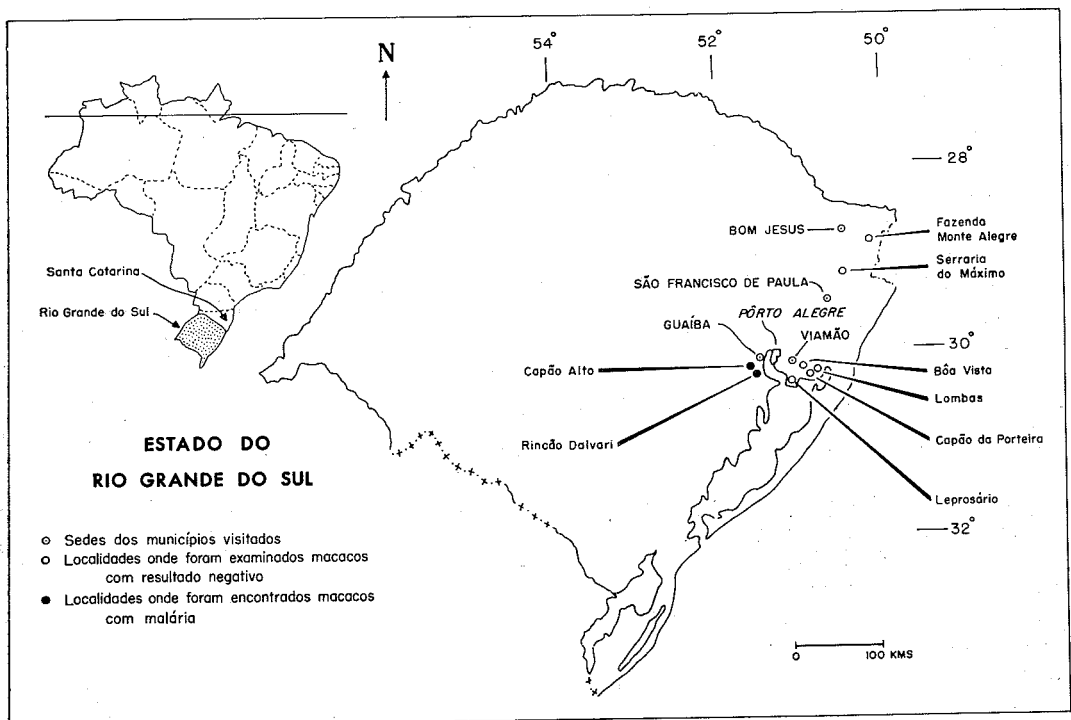 54°
52°
50°
N
28°
BOM JESUS
Fazenda
Monte Alegre
Serraria
do Máximo
Santa Catarina
Rio Grande do Sul
SÃO FRANCISCO DE PAULA
PÔRTO ALEGRE
GUAÍBA
VIAMÃO
30°
Capão Alto
Bôa Vista
Lombas
Rincão Dalvari
Capão da Porteira
Leprosário
32°
ESTADO DO
RIO GRANDE DO SUL
Sedes dos municípios visitados
Localidades onde foram examinados macacos
com resultado negativo
Localidades onde foram encontrados macacos
com malária
0 100 KMS